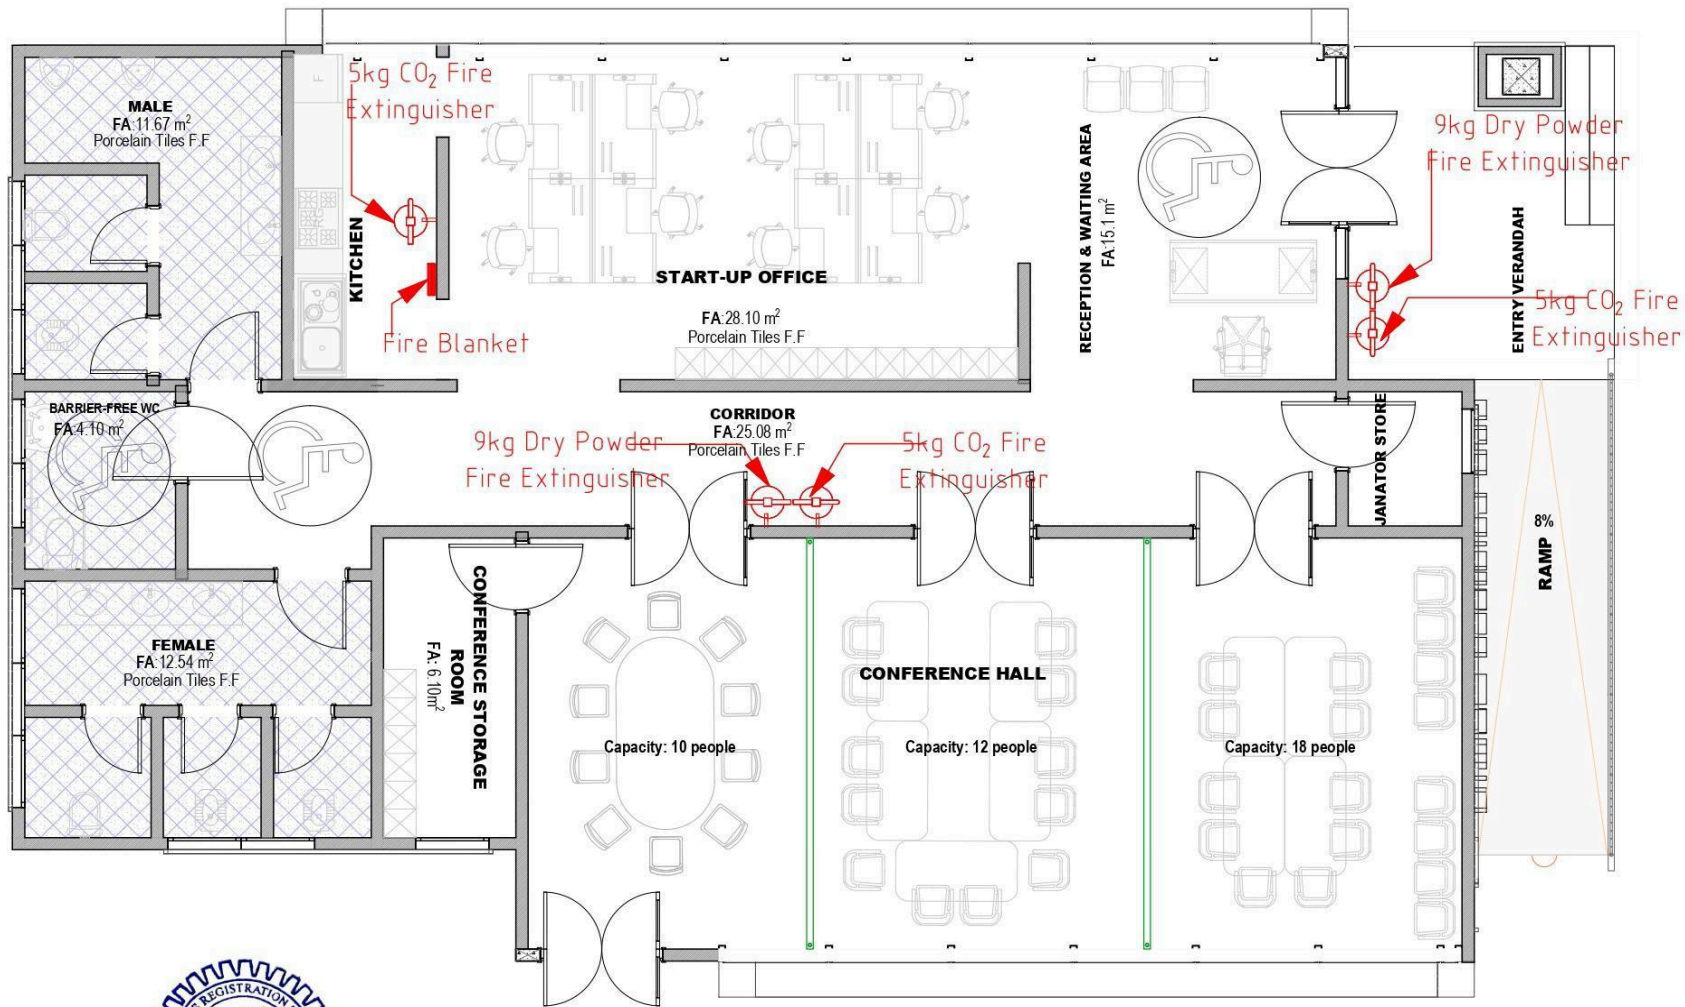 MALE
FA:11.67 m²
Porcelain Tiles F.F
5kg CO₂ Fire
Extinguisher
KITCHEN
F
Fire Blanket
START-UP OFFICE
FA:28.10 m²
Porcelain Tiles F.F
RECEPTION & WAITING AREA
FA:15.1 m²
9kg Dry Powder
Fire Extinguisher
ENTRY VERANDAH
5kg CO₂ Fire
Extinguisher
BARRIER-FREE WC
FA:4.10 m²
CORRIDOR
FA:25.08 m²
Porcelain Tiles F.F
9kg Dry Powder
Fire Extinguisher
5kg CO₂ Fire
Extinguisher
JANATOR STORE
8%
RAMP
FEMALE
FA:12.54 m²
Porcelain Tiles F.F
CONFERENCE STORAGE
ROOM
FA: 6.10m²
CONFERENCE HALL
Capacity: 10 people
Capacity: 12 people
Capacity: 18 people
REGISTRATION